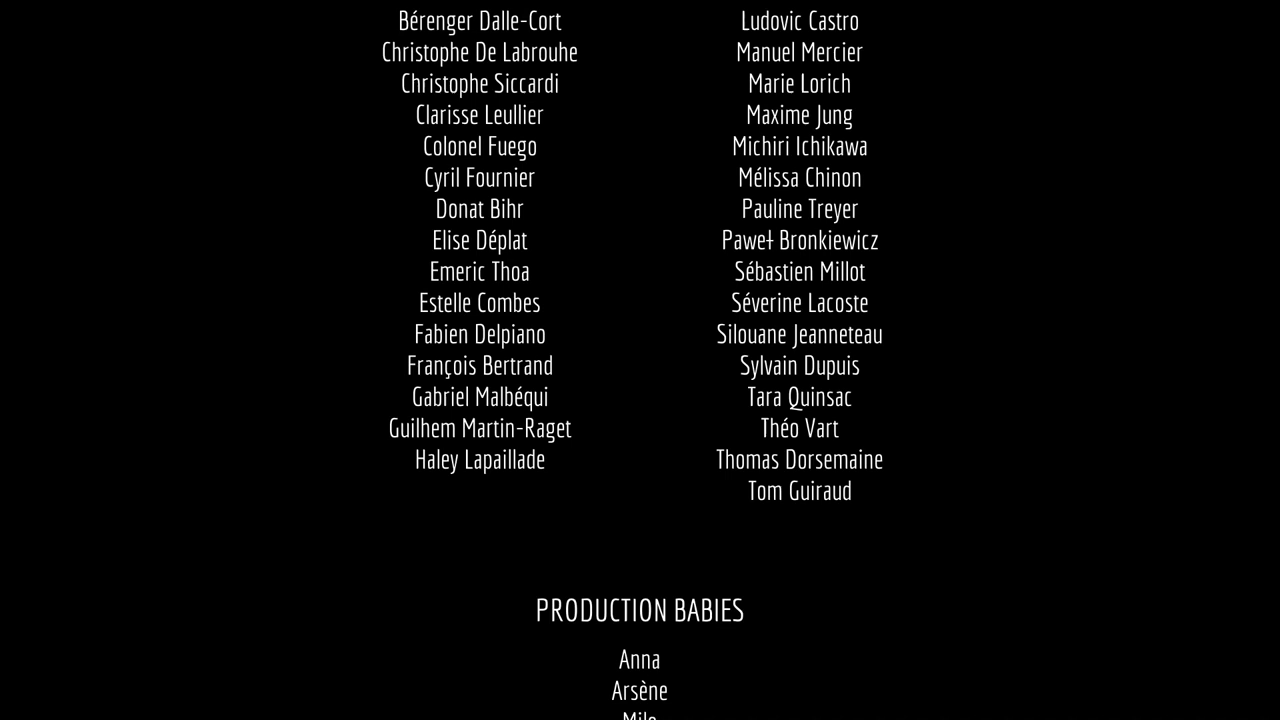 Bérenger Dalle-Cort
Christophe De Labrouhe
Christophe Siccardi
Clarisse Leullier
Colonel Fuego
Cyril Fournier
Donat Bihr
Elise Déplat
Emeric Thoa
Estelle Combes
Fabien Delpiano
François Bertrand
Gabriel Malbéqui
Guilhem Martin-Raget
Haley Lapaillade
Ludovic Castro
Manuel Mercier
Marie Lorich
Maxime Jung
Michiri Ichikawa
Mélissa Chinon
Pauline Treyer
Paweł Bronkiewicz
Sébastien Millot
Séverine Lacoste
Silouane Jeanneteau
Sylvain Dupuis
Tara Quinsac
Théo Vart
Thomas Dorsemaine
Tom Guiraud
PRODUCTION BABIES
Anna
Arsène